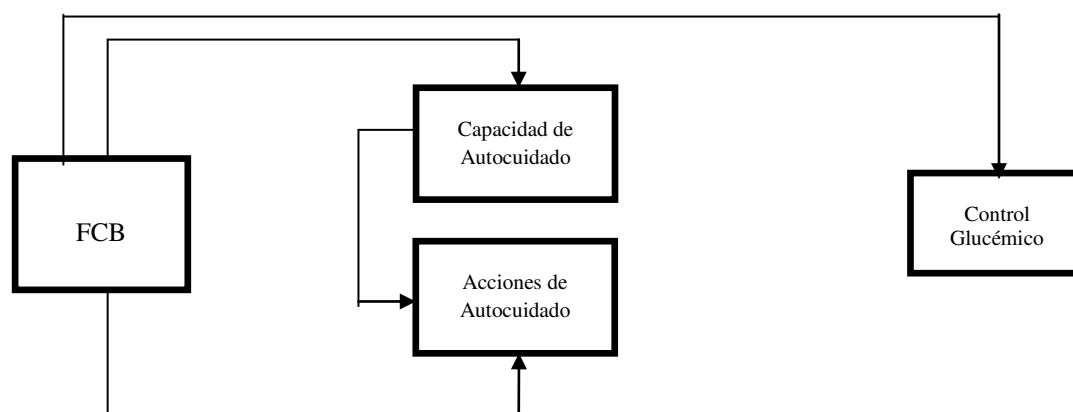 Capacidad de
Autocuidado
FCB
Control
Glucémico
Acciones de
Autocuidado